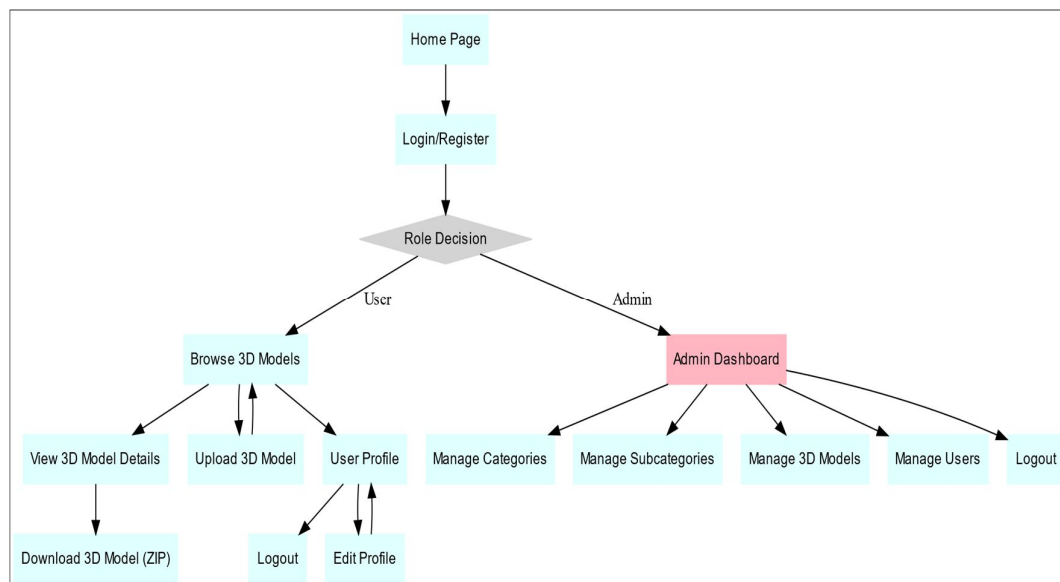 Home Page
Login/Register
Role Decision
User
Admin
Browse 3D Models
Admin Dashboard
View 3D Model Details
Upload 3D Model
User Profile
Manage Categories
Manage Subcategories
Manage 3D Models
Manage Users
Logout
Download 3D Model (ZIP)
Logout
Edit Profile